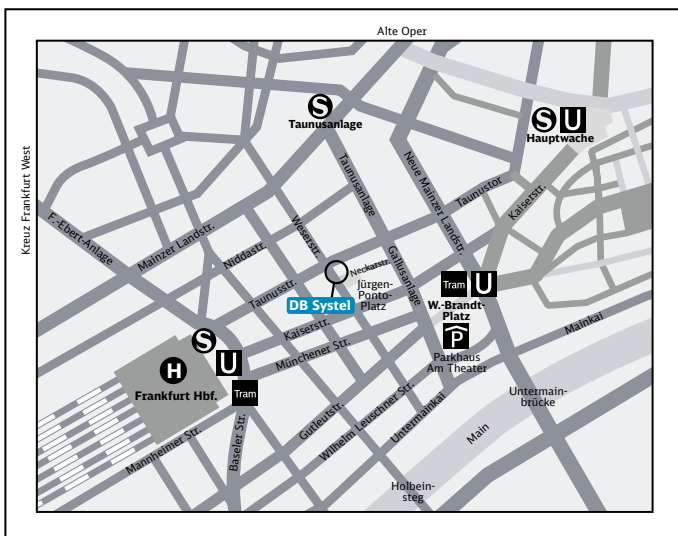 Alte Oper
Kreuz Frankfurt West
S
Taunusanlage
S U
Hauptwache
Taunusanlage
Neue Mainzer Landstr.
Taunustor
Kaiserstr.
F.-Ebert-Anlage
Mainzer Landstr.
Niddastr.
Weserstr.
Gallusanlage
Neckarstr.
Taunusstr.
DB Systel
Jürgen-
Ponto-
Platz
Tram U
W.-Brandt-
Platz
P
Parkhaus
Am Theater
Mainkai
Kaiserstr.
Münchener Str.
S
U
H
Frankfurt Hbf.
Tram
Mannheimer Str.
Baseler Str.
Gutleutstr.
Wilhelm Leuschner Str.
Untermainkai
Untermain-
brücke
Main
Holbein-
steg